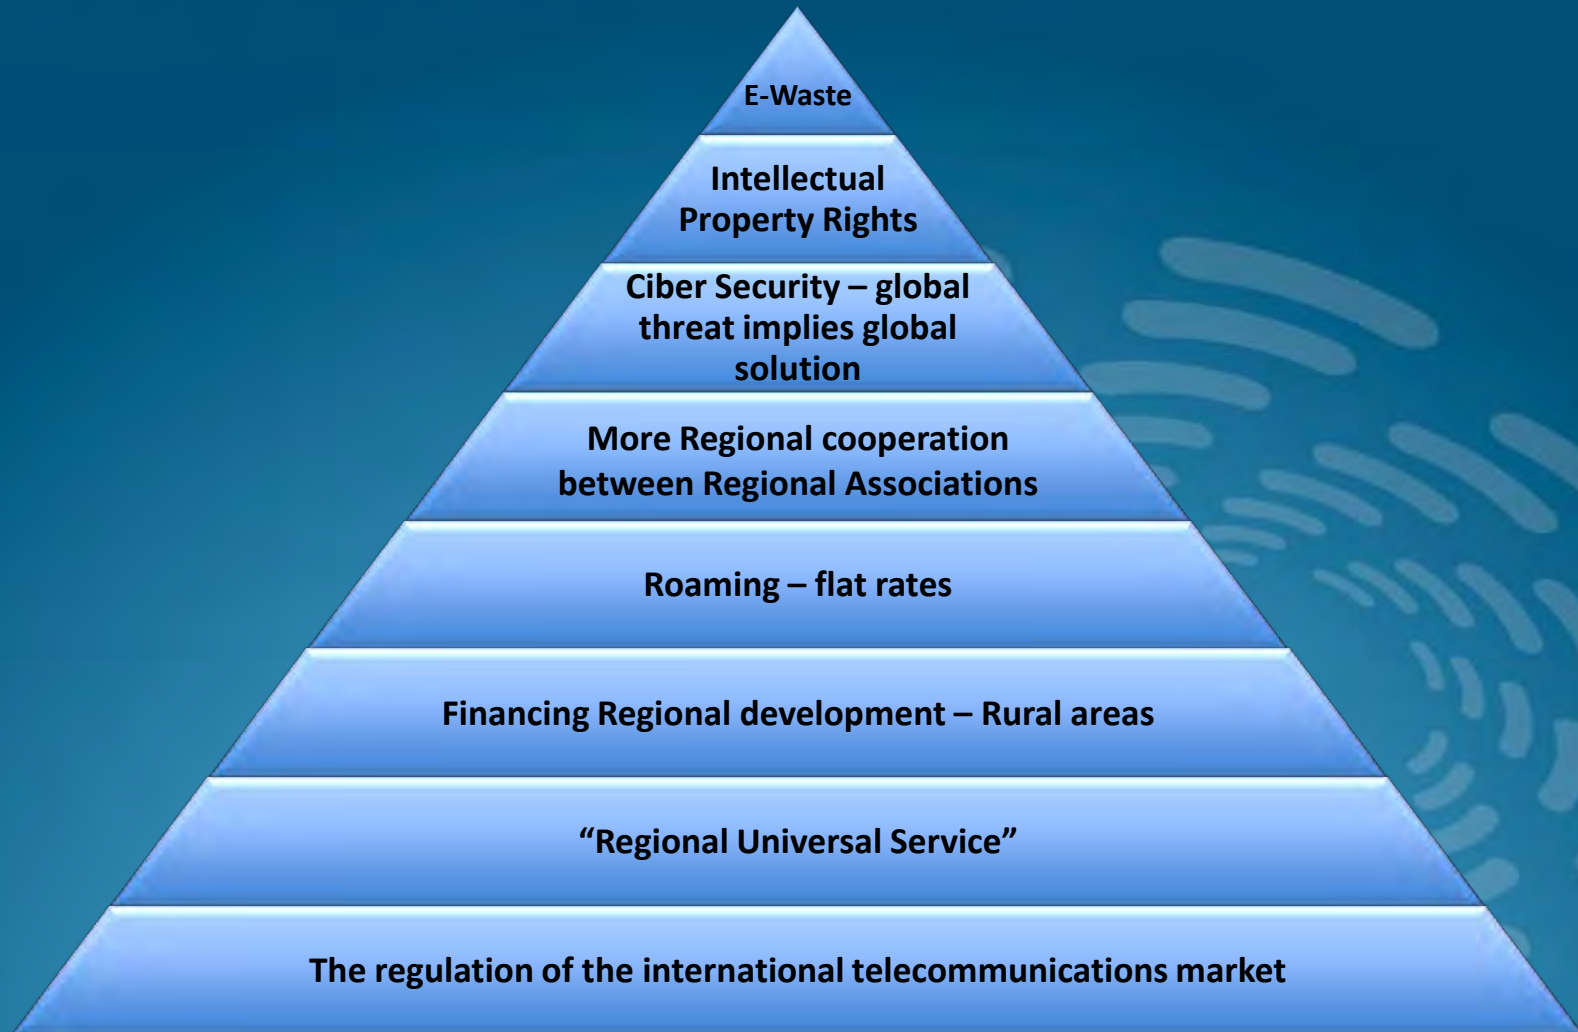 E-Waste
Intellectual
Property Rights
Ciber Security – global
threat implies global
solution
More Regional cooperation
between Regional Associations
Roaming – flat rates
Financing Regional development – Rural areas
“Regional Universal Service”
The regulation of the international telecommunications market